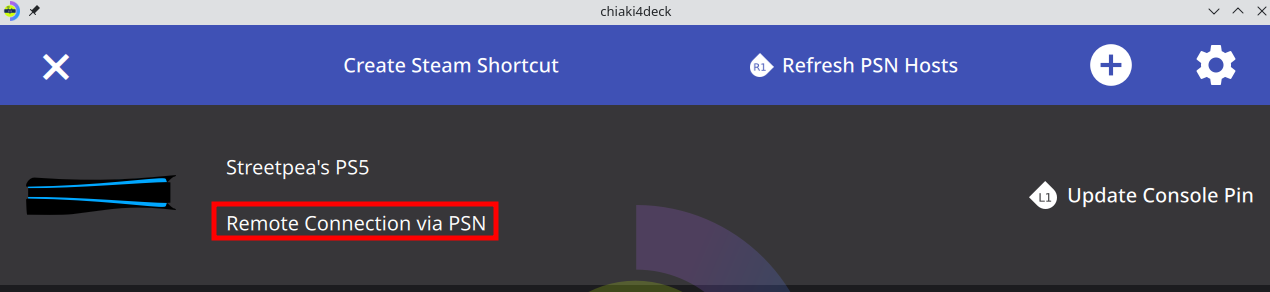 chiaki4deck
Create Steam Shortcut
R1 Refresh PSN Hosts
Streetpea's PS5
Remote Connection via PSN
L1 Update Console Pin